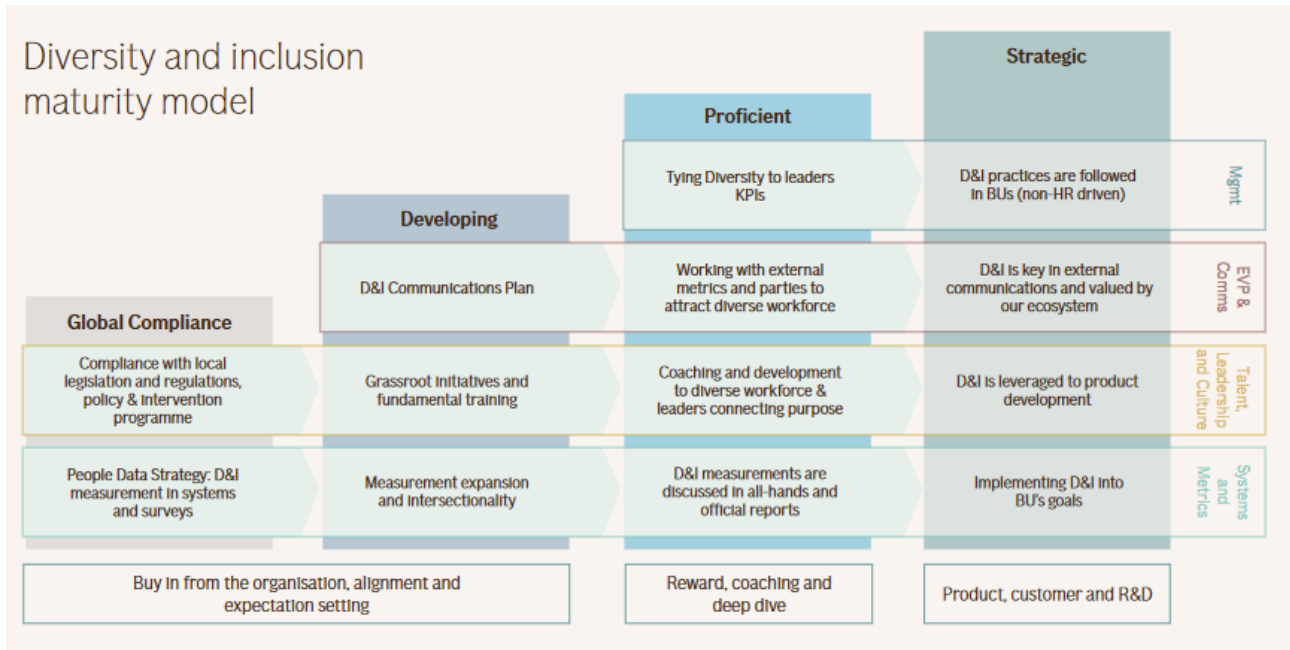 Diversity and inclusion
maturity model
Strategic
Proficient
Tying Diversity to leaders
KPIs
D&I practices are followed
in BUs (non-HR driven)
Mgmt
Developing
D&I Communications Plan
Working with external
metrics and parties to
attract diverse workforce
D&I is key in external
communications and valued by
our ecosystem
EVP &
Comms
Global Compliance
Compliance with local
legislation and regulations,
policy & intervention
programme
Grassroot initiatives and
fundamental training
Coaching and development
to diverse workforce &
leaders connecting purpose
D&I is leveraged to product
development
Talent,
Leadership
and Culture
People Data Strategy: D&I
measurement in systems
and surveys
Measurement expansion
and intersectionality
D&I measurements are
discussed in all-hands and
official reports
Implementing D&I into
BU's goals
Systems
and
Metrics
Buy in from the organisation, alignment and
expectation setting
Reward, coaching and
deep dive
Product, customer and R&D